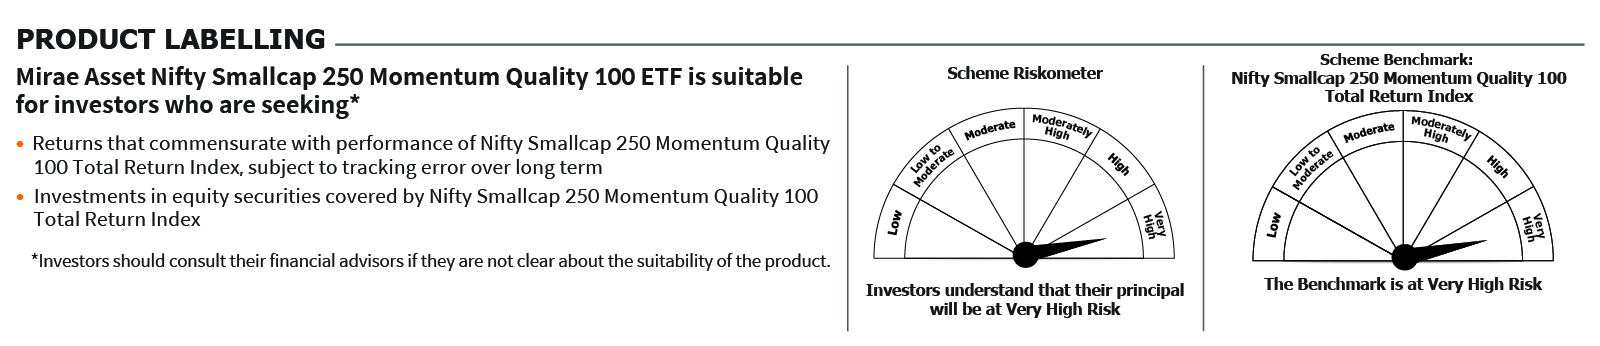 PRODUCT LABELLING
Mirae Asset Nifty Smallcap 250 Momentum Quality 100 ETF is suitable
for investors who are seeking*
• Returns that commensurate with performance of Nifty Smallcap 250 Momentum Quality
100 Total Return Index, subject to tracking error over long term
• Investments in equity securities covered by Nifty Smallcap 250 Momentum Quality 100
Total Return Index
*Investors should consult their financial advisors if they are not clear about the suitability of the product.
Scheme Riskometer
Low
Low to
Moderate
Moderate
Moderately
High
High
Very
High
Investors understand that their principal
will be at Very High Risk
Scheme Benchmark:
Nifty Smallcap 250 Momentum Quality 100
Total Return Index
Low
Low to
Moderate
Moderate
Moderately
High
High
Very
High
The Benchmark is at Very High Risk